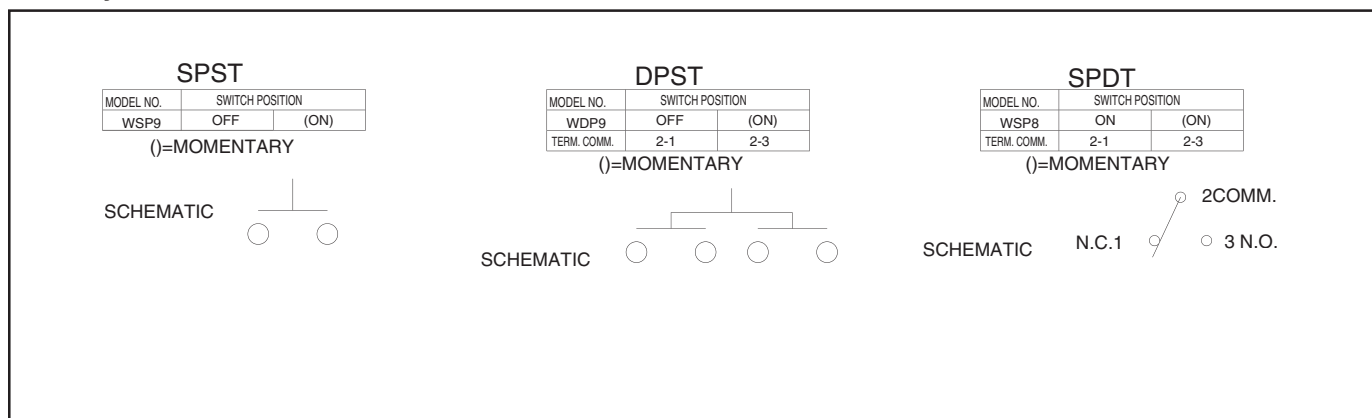 SPST
MODEL NO. SWITCH POSITION
WSP9 OFF (ON)
()=MOMENTARY
SCHEMATIC
DPST
MODEL NO. SWITCH POSITION
WDP9 OFF (ON)
TERM. COMM. 2-1 2-3
()=MOMENTARY
SCHEMATIC
SPDT
MODEL NO. SWITCH POSITION
WSP8 ON (ON)
TERM. COMM. 2-1 2-3
()=MOMENTARY
2COMM.
SCHEMATIC N.C.1 3 N.O.